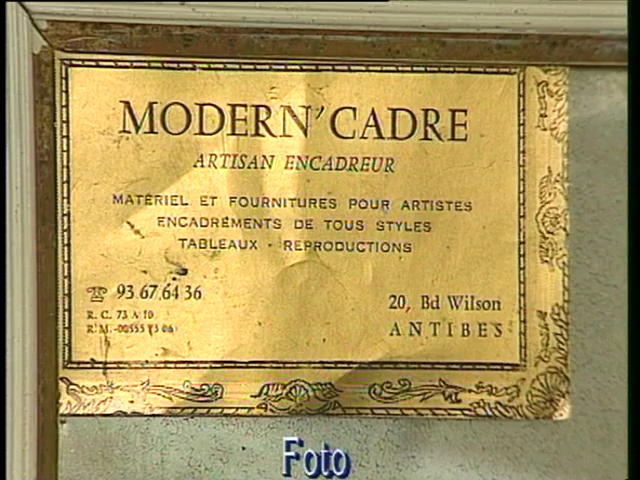 MODERN'CADRE
ARTISAN ENCADREUR
MATERIEL ET FOURNITURES POUR ARTISTES
ENCADREMENTS DE TOUS STYLES
TABLEAUX - REPRODUCTIONS
☎ 93.67.64 36
20, Bd Wilson
R. C. 73 A 10
ANTIBES
R. M.
Foto